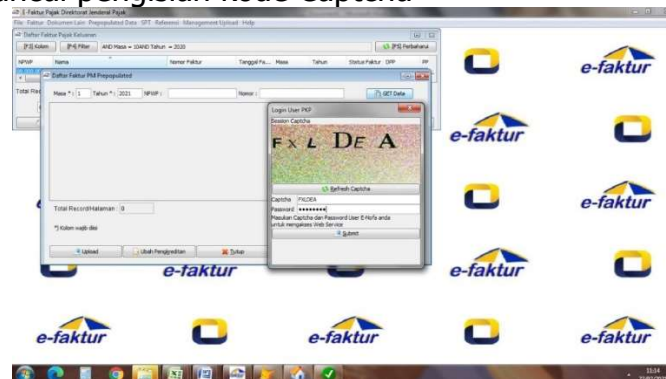 pengisian Kode Captcha
E-Faktur Pajak Direktorat Jenderal Pajak
File Faktur Dokumen Lain Prepopulated Data SPT Referensi Management Upload Help
Daftar Faktur Pajak Keluaran
[F3] Kolom [F4] Filter AND Masa = 10AND Tahun = 2020 [F5] Perbaharui
NPWP Nama Nomor Faktur Tanggal Fa... Masa Tahun Status Faktur DPP PP
Daftar Faktur PM Prepopulated
Masa *: 1 Tahun *: 2021 NPWP: Nomor: GET Data
Total Record/Halaman: 0
*) Kolom wajib diisi
Upload Ubah Pengkreditan Tutup
Login User PKP
Session Captcha
F X L D E A
Refresh Captcha
Captcha FXLDEA
Password
Masukan Captcha dan Password User E-Nofa anda
untuk mengakses Web Service
Submit
e-faktur
e-faktur
e-faktur
e-faktur
e-faktur
e-faktur
e-faktur
e-faktur
11:14